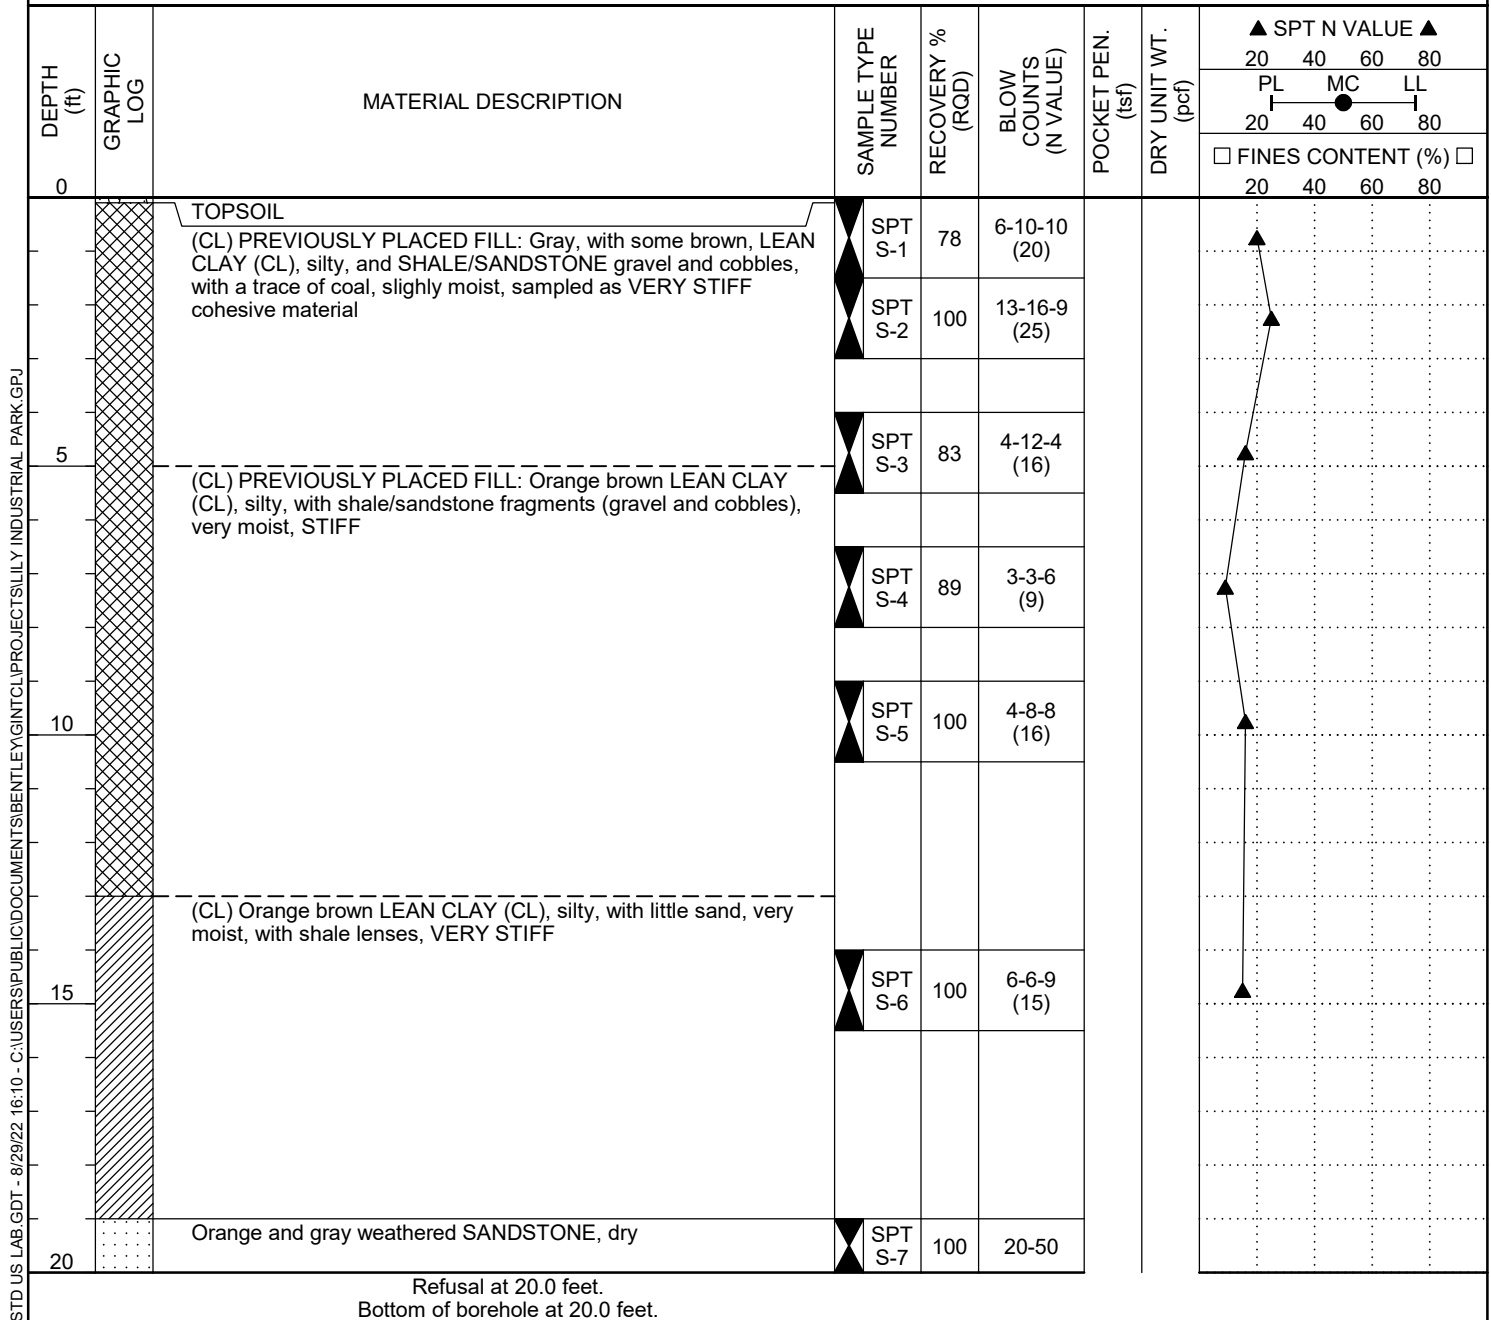 DEPTH
(ft)
GRAPHIC
LOG
MATERIAL DESCRIPTION
SAMPLE TYPE
NUMBER
RECOVERY %
(RQD)
BLOW
COUNTS
(N VALUE)
POCKET PEN.
(tsf)
DRY UNIT WT.
(pcf)
▲ SPT N VALUE ▲
20 40 60 80
PL MC LL
20 40 60 80
□ FINES CONTENT (%) □
20 40 60 80
0
TOPSOIL
(CL) PREVIOUSLY PLACED FILL: Gray, with some brown, LEAN
CLAY (CL), silty, and SHALE/SANDSTONE gravel and cobbles,
with a trace of coal, slighly moist, sampled as VERY STIFF
cohesive material
SPT
S-1
78
6-10-10
(20)
SPT
S-2
100
13-16-9
(25)
SPT
S-3
83
4-12-4
(16)
5
(CL) PREVIOUSLY PLACED FILL: Orange brown LEAN CLAY
(CL), silty, with shale/sandstone fragments (gravel and cobbles),
very moist, STIFF
SPT
S-4
89
3-3-6
(9)
SPT
S-5
100
4-8-8
(16)
10
(CL) Orange brown LEAN CLAY (CL), silty, with little sand, very
moist, with shale lenses, VERY STIFF
SPT
S-6
100
6-6-9
(15)
15
Orange and gray weathered SANDSTONE, dry
SPT
S-7
100
20-50
20
Refusal at 20.0 feet.
Bottom of borehole at 20.0 feet.
STD US LAB.GDT - 8/29/22 16:10 - C:\USERS\PUBLIC\DOCUMENTS\BENTLEY\GINTCL\PROJECTS\LILY INDUSTRIAL PARK.GPJ